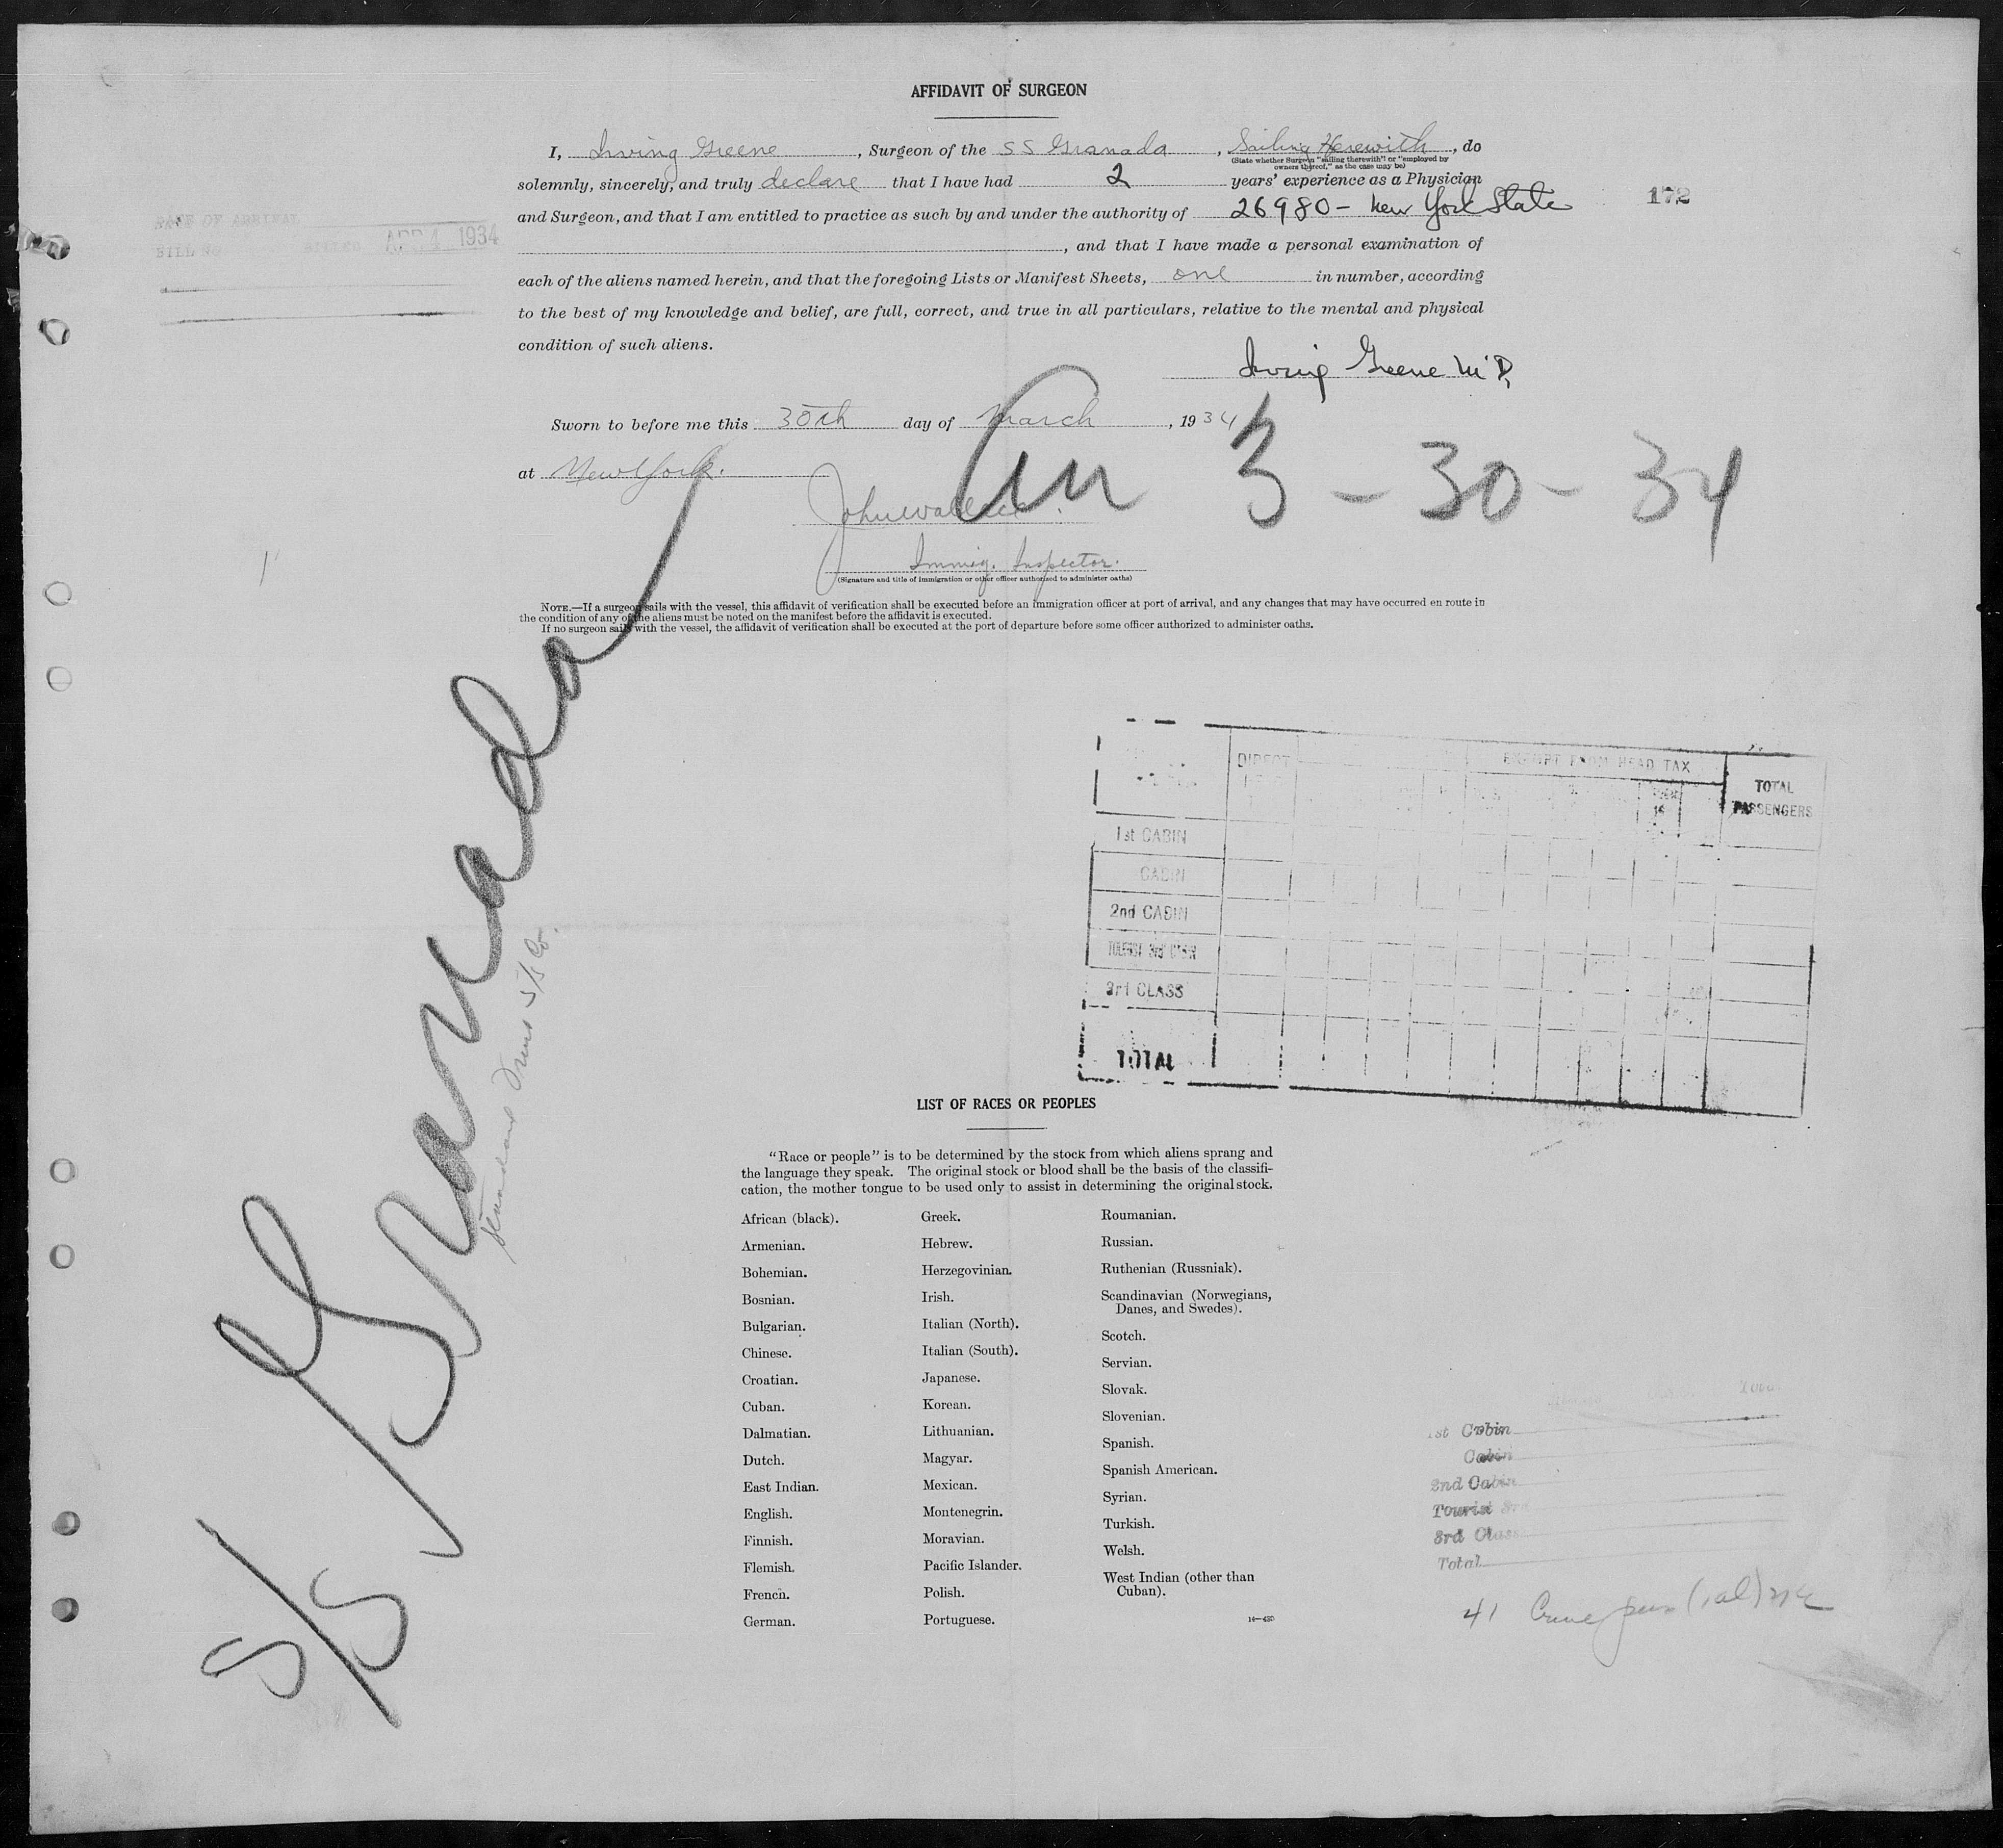 AFFIDAVIT OF SURGEON
I, Irving Greene, Surgeon of the SS Granada, Sailing Herewith, do
(State whether Surgeon "sailing therewith" or "employed by owners thereof," as the case may be)
solemnly, sincerely, and truly declare that I have had 2 years' experience as a Physician
and Surgeon, and that I am entitled to practice as such by and under the authority of 26980 - New York State
172
, and that I have made a personal examination of
DATE OF ARRIVAL
BILL NO BILLED APR 4 1934
each of the aliens named herein, and that the foregoing Lists or Manifest Sheets, one in number, according
to the best of my knowledge and belief, are full, correct, and true in all particulars, relative to the mental and physical
condition of such aliens.
Irving Greene M.D.
Sworn to before me this 30th day of March, 1934
at New York.
3-30-34
John Wallace.
Immig. Inspector.
(Signature and title of immigration or other officer authorized to administer oaths)
NOTE.—If a surgeon sails with the vessel, this affidavit of verification shall be executed before an immigration officer at port of arrival, and any changes that may have occurred en route in
the condition of any of the aliens must be noted on the manifest before the affidavit is executed.
If no surgeon sails with the vessel, the affidavit of verification shall be executed at the port of departure before some officer authorized to administer oaths.
S/S Granada
DIRECT
EXEMPT FROM HEAD TAX
TOTAL PASSENGERS
1st CABIN
CABIN
2nd CABIN
TOURIST 3rd CABIN
3rd CLASS
TOTAL
LIST OF RACES OR PEOPLES
"Race or people" is to be determined by the stock from which aliens sprang and
the language they speak. The original stock or blood shall be the basis of the classifi-
cation, the mother tongue to be used only to assist in determining the original stock.
African (black).
Armenian.
Bohemian.
Bosnian.
Bulgarian.
Chinese.
Croatian.
Cuban.
Dalmatian.
Dutch.
East Indian.
English.
Finnish.
Flemish.
French.
German.
Greek.
Hebrew.
Herzegovinian.
Irish.
Italian (North).
Italian (South).
Japanese.
Korean.
Lithuanian.
Magyar.
Mexican.
Montenegrin.
Moravian.
Pacific Islander.
Polish.
Portuguese.
Roumanian.
Russian.
Ruthenian (Russniak).
Scandinavian (Norwegians,
Danes, and Swedes).
Scotch.
Servian.
Slovak.
Slovenian.
Spanish.
Spanish American.
Syrian.
Turkish.
Welsh.
West Indian (other than
Cuban).
14—430
Total
1st Cabin
Cabin
2nd Cabin
Tourist 3rd
3rd Class
Total
41